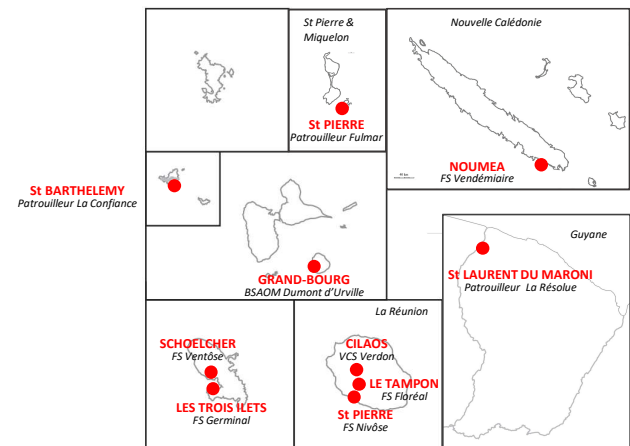 St Pierre &
Miquelon
St PIERRE
Patrouilleur Fulmar
Nouvelle Calédonie
NOUMEA
FS Vendémiaire
St BARTHELEMY
Patrouilleur La Confiance
GRAND-BOURG
BSAOM Dumont d'Urville
Guyane
St LAURENT DU MARONI
Patrouilleur La Résolue
SCHOELCHER
FS Ventôse
LES TROIS ILETS
FS Germinal
La Réunion
CILAOS
VCS Verdon
LE TAMPON
FS Floréal
St PIERRE
FS Nivôse